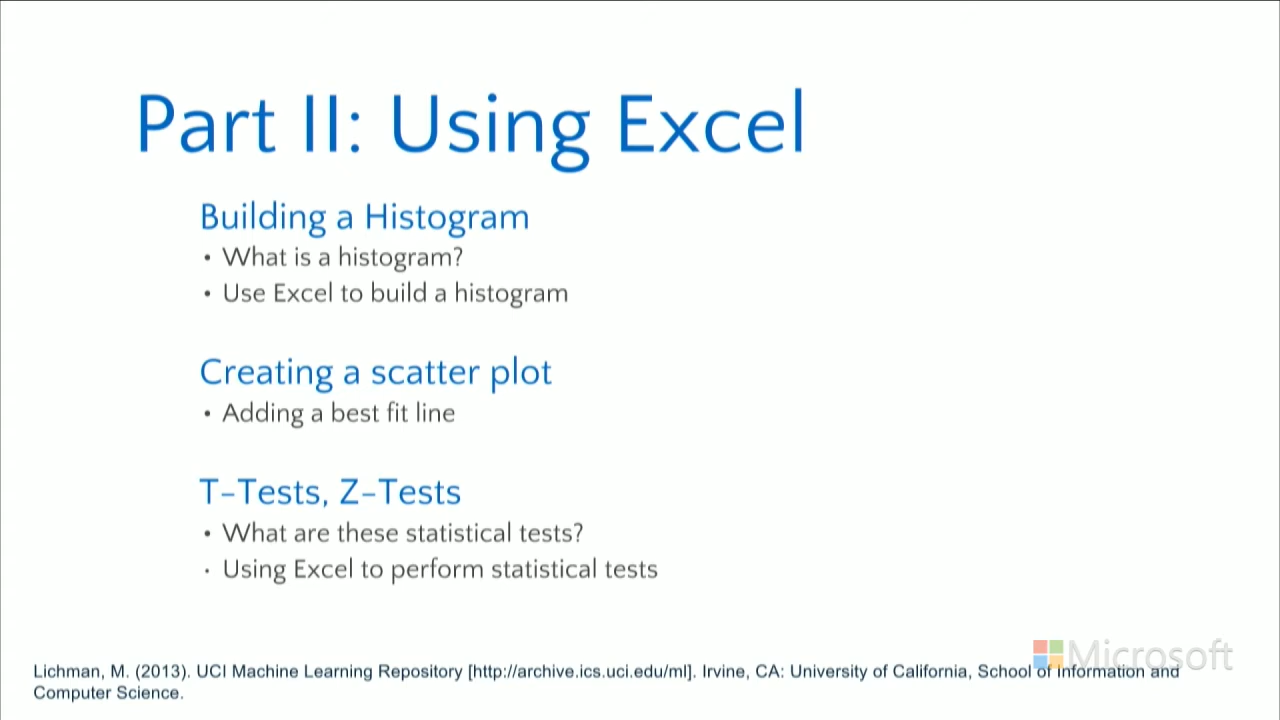 Part II: Using Excel
Building a Histogram
• What is a histogram?
• Use Excel to build a histogram
Creating a scatter plot
• Adding a best fit line
T-Tests, Z-Tests
• What are these statistical tests?
• Using Excel to perform statistical tests
Microsoft
Lichman, M. (2013). UCI Machine Learning Repository [http://archive.ics.uci.edu/ml]. Irvine, CA: University of California, School of Information and
Computer Science.